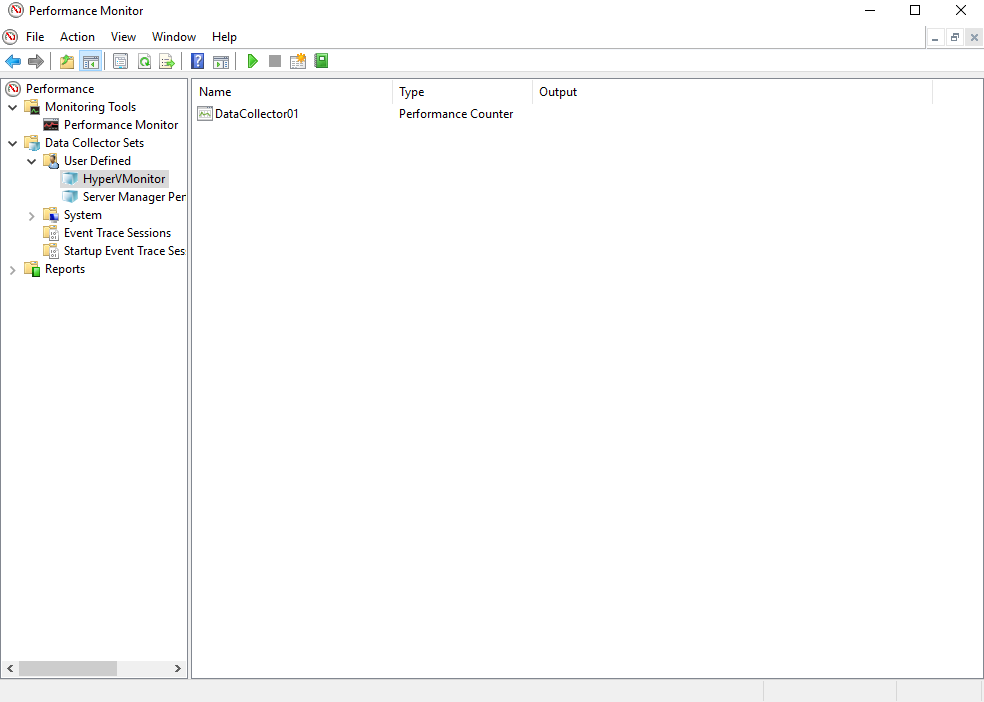 Performance Monitor
File Action View Window Help
Performance
Monitoring Tools
Performance Monitor
Data Collector Sets
User Defined
HyperVMonitor
Server Manager Per
System
Event Trace Sessions
Startup Event Trace Ses
Reports
Name Type Output
DataCollector01 Performance Counter